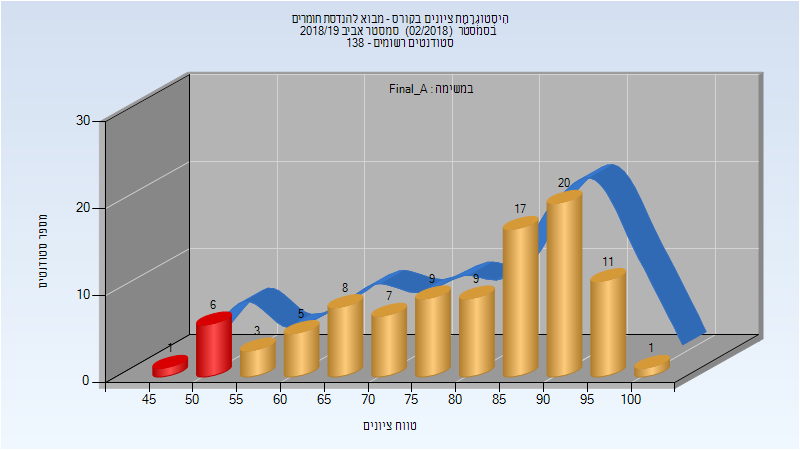 היסטוגרמת ציונים בקורס - מבוא להנדסת חומרים
בסמסטר (02/2018) סמסטר אביב 2018/19
סטודנטים רשומים - 138
במשימה : Final_A
מספר סטודנטים
30
20
10
0
1
6
3
5
8
7
9
9
17
20
11
1
45 50 55 60 65 70 75 80 85 90 95 100
טווח ציונים